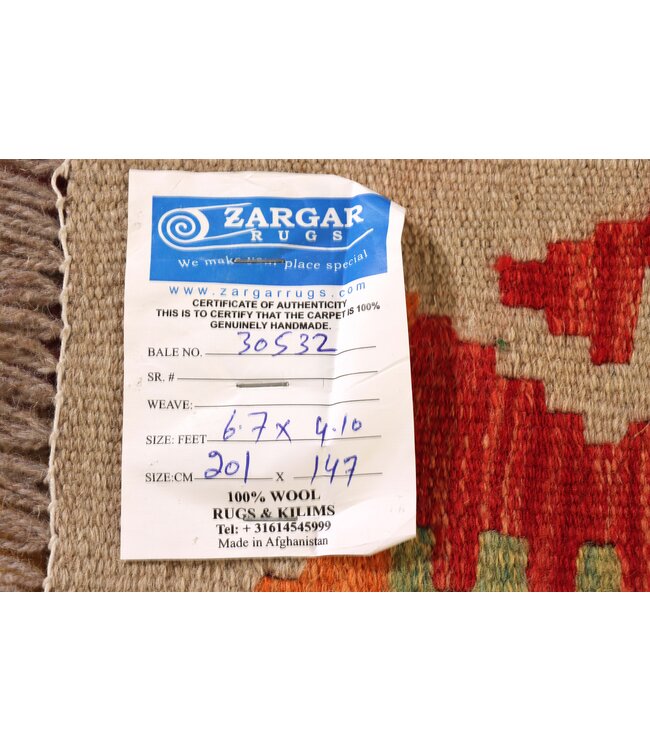 ZARGAR
RUGS
We make your place special
www.zargarrugs.com
CERTIFICATE OF AUTHENTICITY
THIS IS TO CERTIFY THAT THE CARPET IS 100%
GENUINELY HANDMADE.
BALE NO. 30532
SR. #
WEAVE:
SIZE: FEET 6.7 x 4.10
SIZE:CM 201 X 147
100% WOOL
RUGS & KILIMS
Tel: + 31614545999
Made in Afghanistan